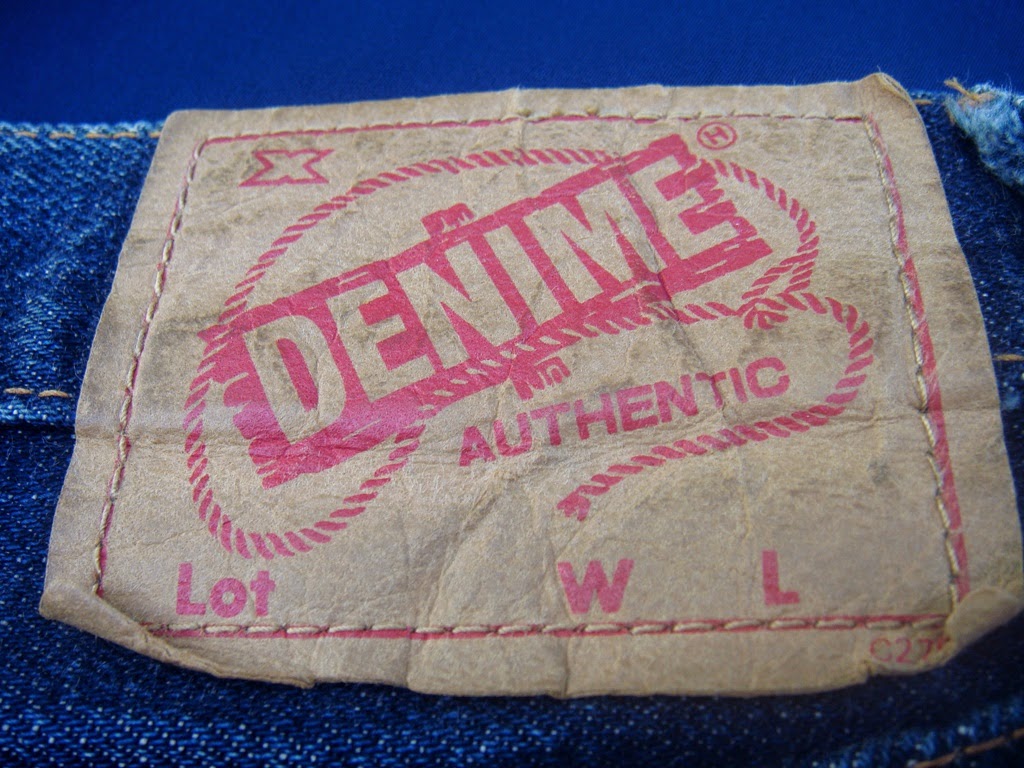 X
DENIME
AUTHENTIC
Lot W L